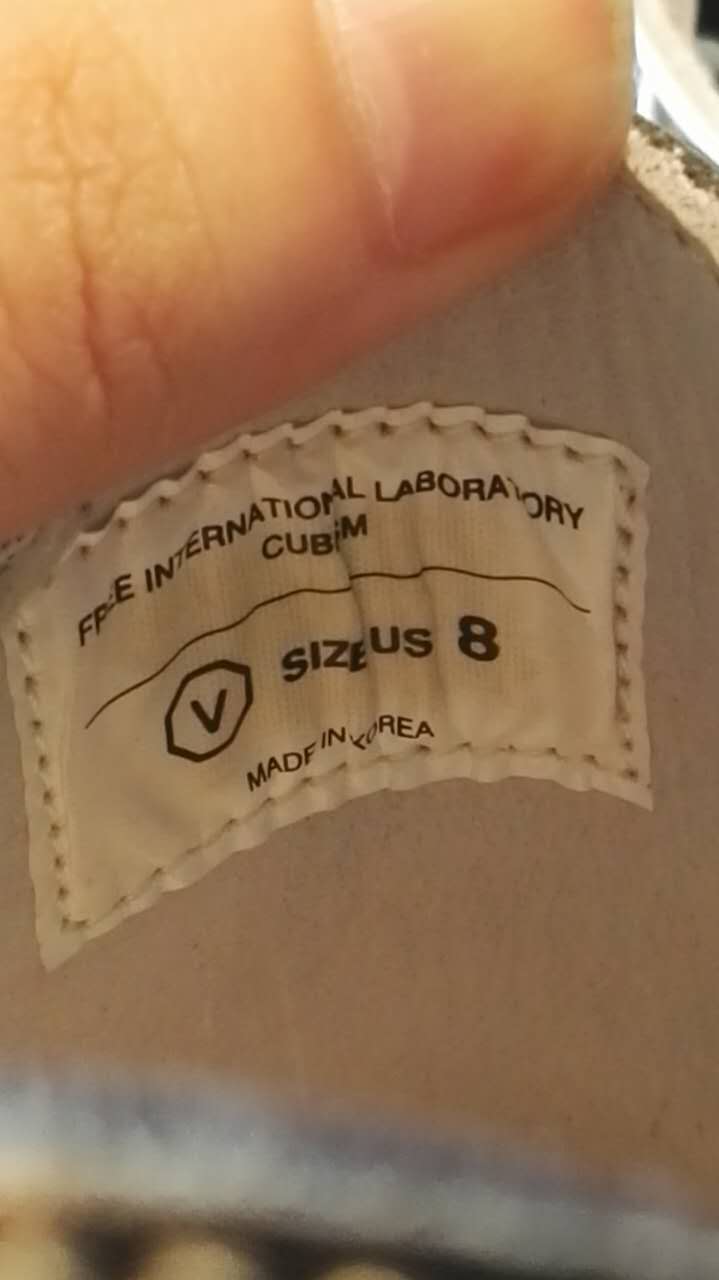 FREE INTERNATIONAL LABORATORY
CUBISM
V SIZE US 8
MADE IN KOREA